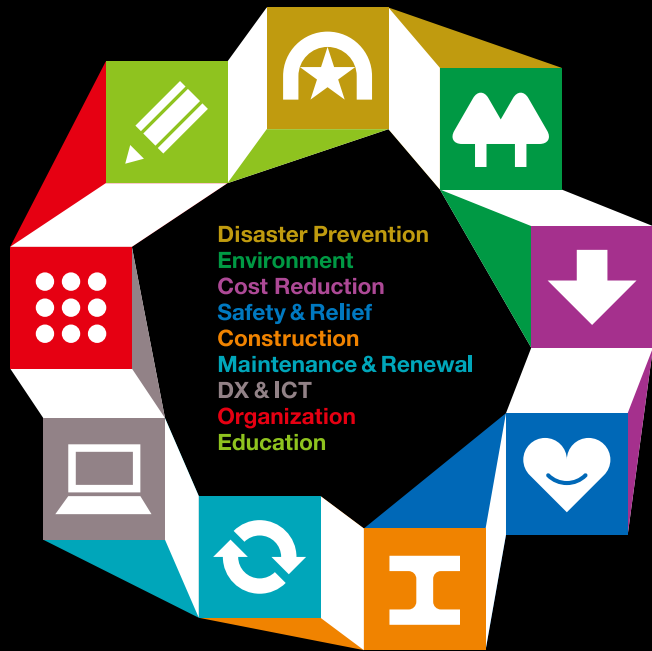 Disaster Prevention
Environment
Cost Reduction
Safety & Relief
Construction
Maintenance & Renewal
DX & ICT
Organization
Education